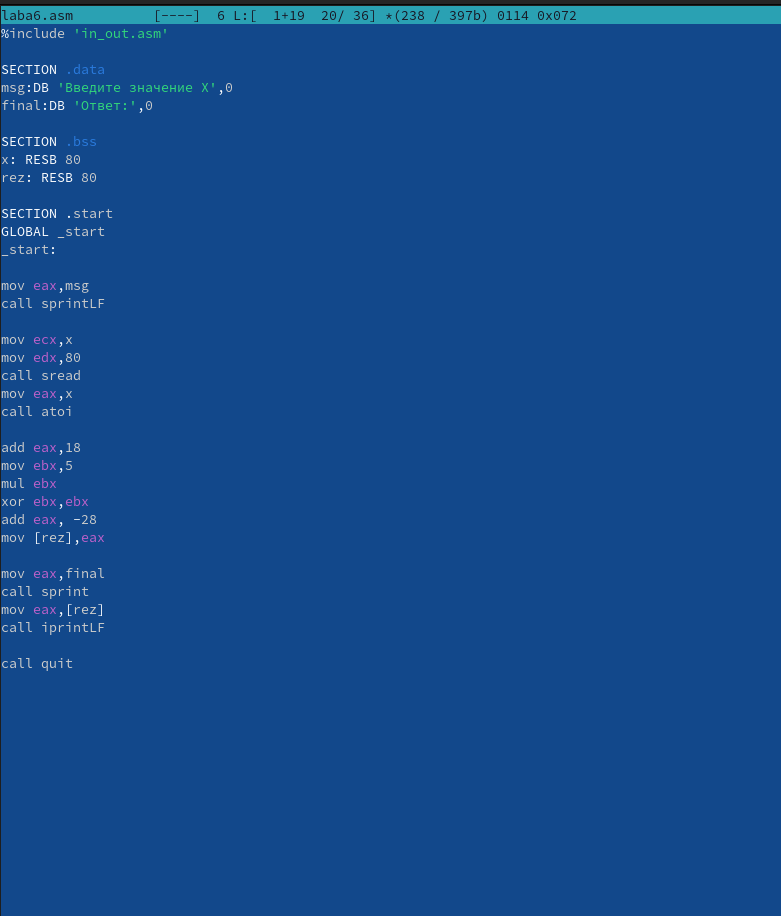 laba6.asm [----] 6 L:[ 1+19 20/ 36] *(238 / 397b) 0114 0x072
%include 'in_out.asm'
SECTION .data
msg:DB 'Введите значение X',0
final:DB 'Ответ:',0
SECTION .bss
x: RESB 80
rez: RESB 80
SECTION .start
GLOBAL _start
_start:
mov eax,msg
call sprintLF
mov ecx,x
mov edx,80
call sread
mov eax,x
call atoi
add eax,18
mov ebx,5
mul ebx
xor ebx,ebx
add eax, -28
mov [rez],eax
mov eax,final
call sprint
mov eax,[rez]
call iprintLF
call quit